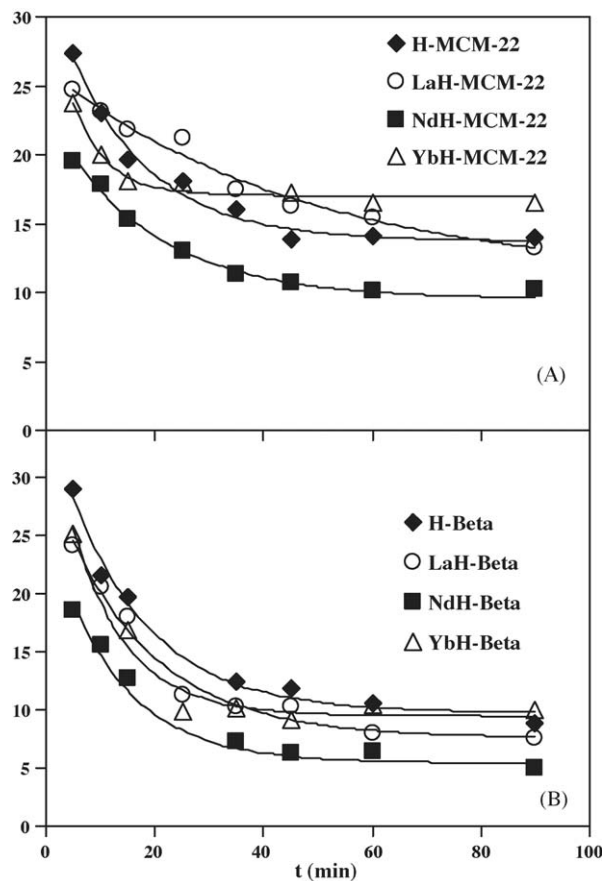 30
25
20
15
10
5
0
H-MCM-22
LaH-MCM-22
NdH-MCM-22
YbH-MCM-22
(A)
30
25
20
15
10
5
0
H-Beta
LaH-Beta
NdH-Beta
YbH-Beta
(B)
0 20 40 60 80 100
t (min)